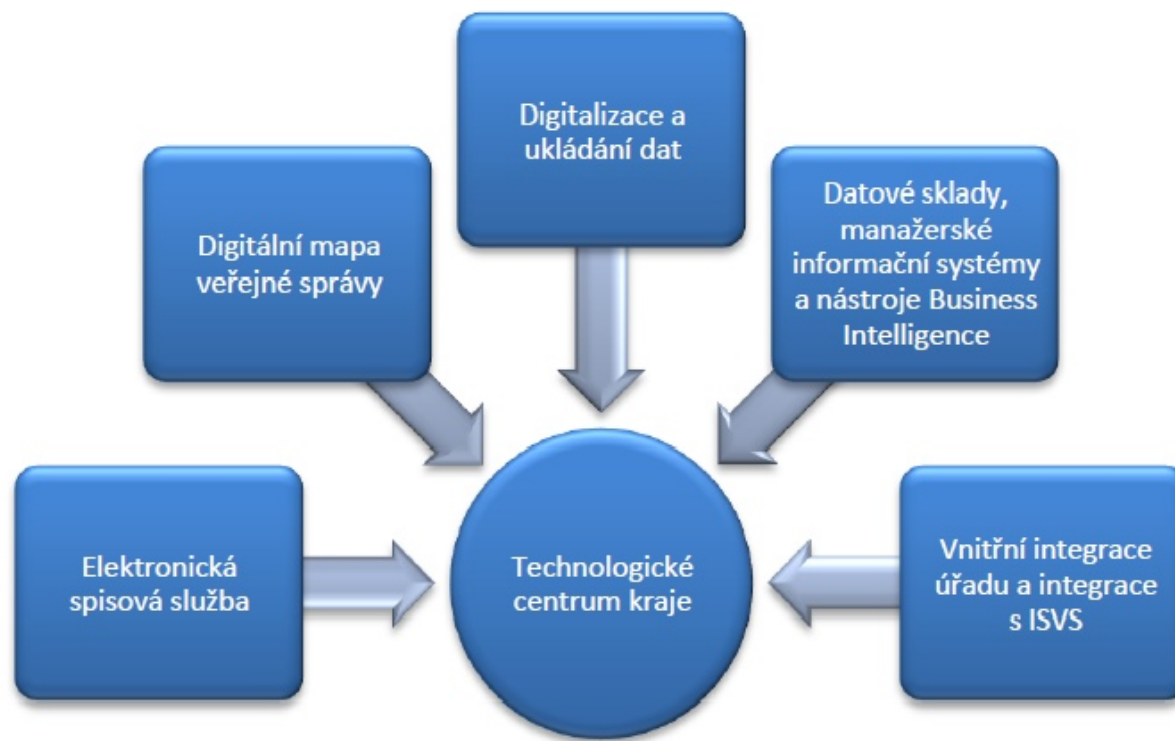 Digitalizace a
ukládání dat
Digitální mapa
veřejné správy
Datové sklady,
manažerské
informační systémy
a nástroje Business
Intelligence
Elektronická
spisová služba
Technologické
centrum kraje
Vnitřní integrace
úřadu a integrace
s ISVS